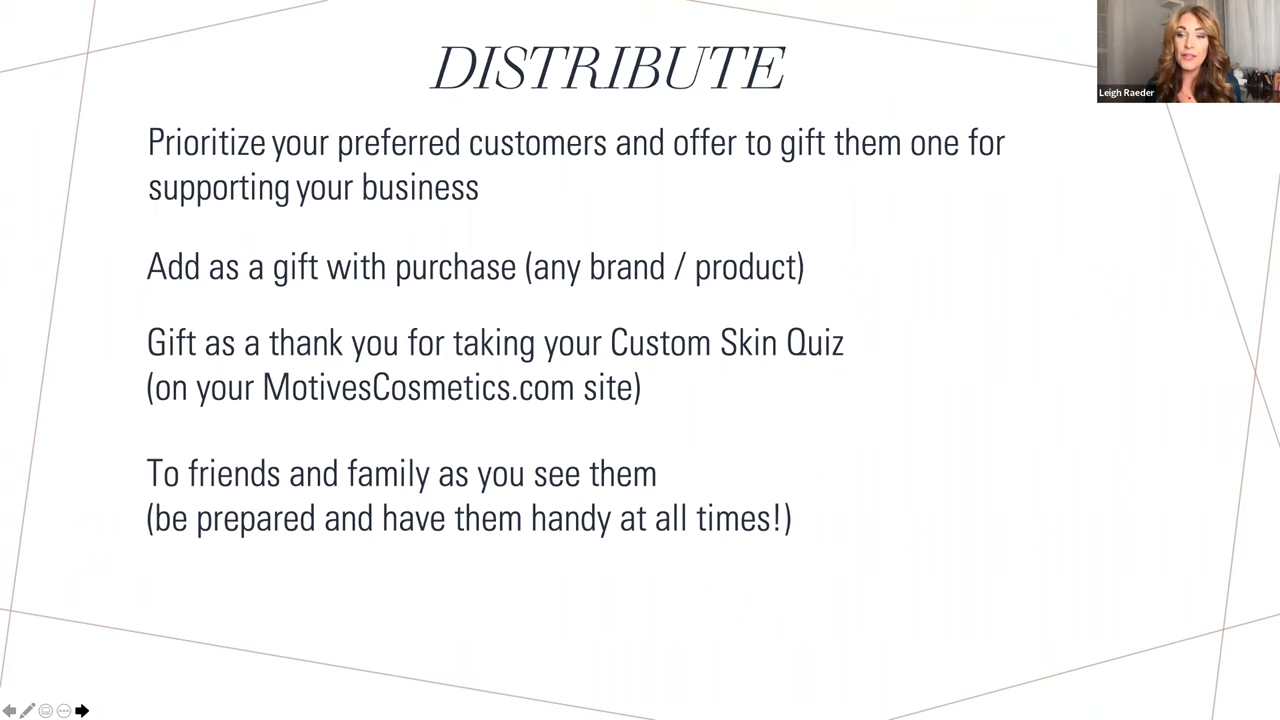 DISTRIBUTE
Leigh Raeder
Prioritize your preferred customers and offer to gift them one for
supporting your business
Add as a gift with purchase (any brand / product)
Gift as a thank you for taking your Custom Skin Quiz
(on your MotivesCosmetics.com site)
To friends and family as you see them
(be prepared and have them handy at all times!)